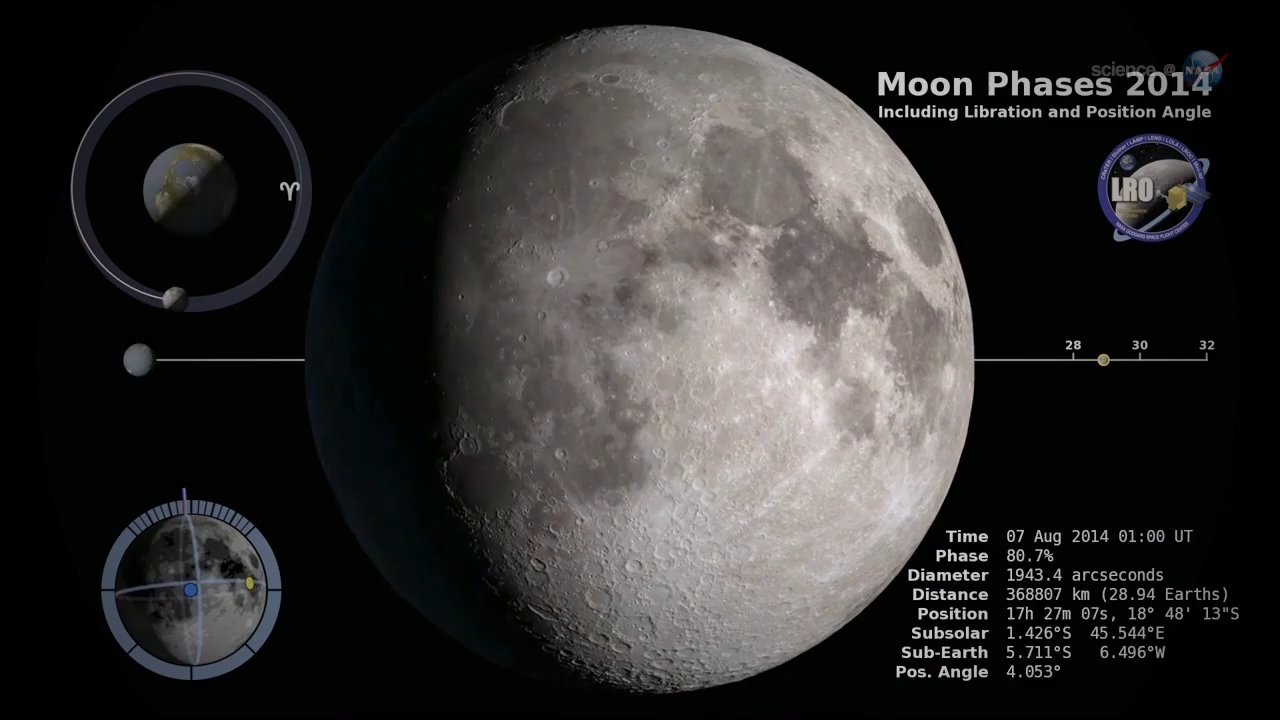 science @ NASA
Moon Phases 2014
Including Libration and Position Angle
LRO
♈
28 30 32
Time 07 Aug 2014 01:00 UT
Phase 80.7%
Diameter 1943.4 arcseconds
Distance 368807 km (28.94 Earths)
Position 17h 27m 07s, 18° 48' 13"S
Subsolar 1.426°S 45.544°E
Sub-Earth 5.711°S 6.496°W
Pos. Angle 4.053°